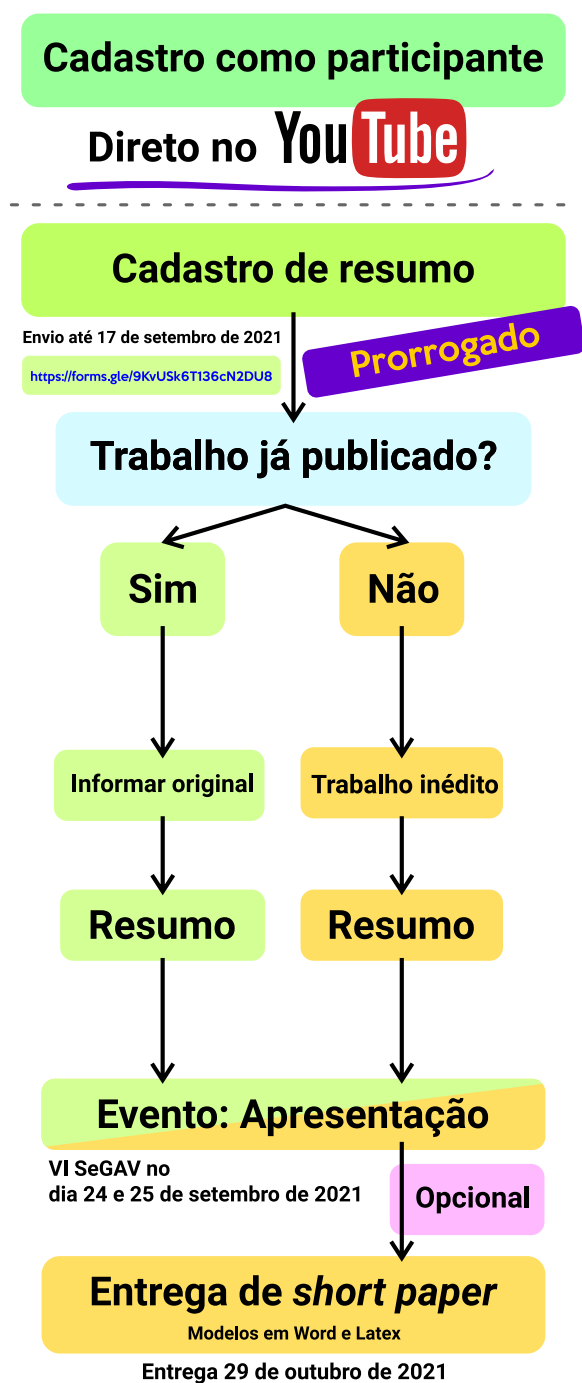 Cadastro como participante
Direto no YouTube
Cadastro de resumo
Envio até 17 de setembro de 2021
https://forms.gle/9KvUSk6T136cN2DU8
Prorrogado
Trabalho já publicado?
Sim
Não
Informar original
Trabalho inédito
Resumo
Resumo
Evento: Apresentação
VI SeGAV no
dia 24 e 25 de setembro de 2021
Opcional
Entrega de short paper
Modelos em Word e Latex
Entrega 29 de outubro de 2021